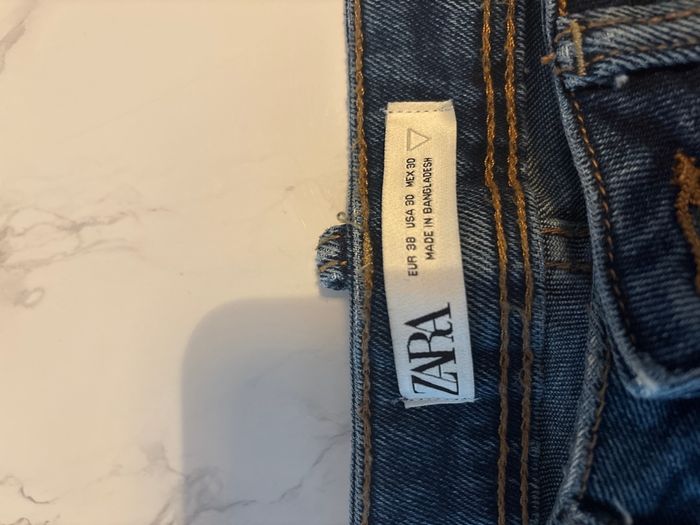 ZARA
EUR 38 USA 30 MEX 30
MADE IN BANGLADESH